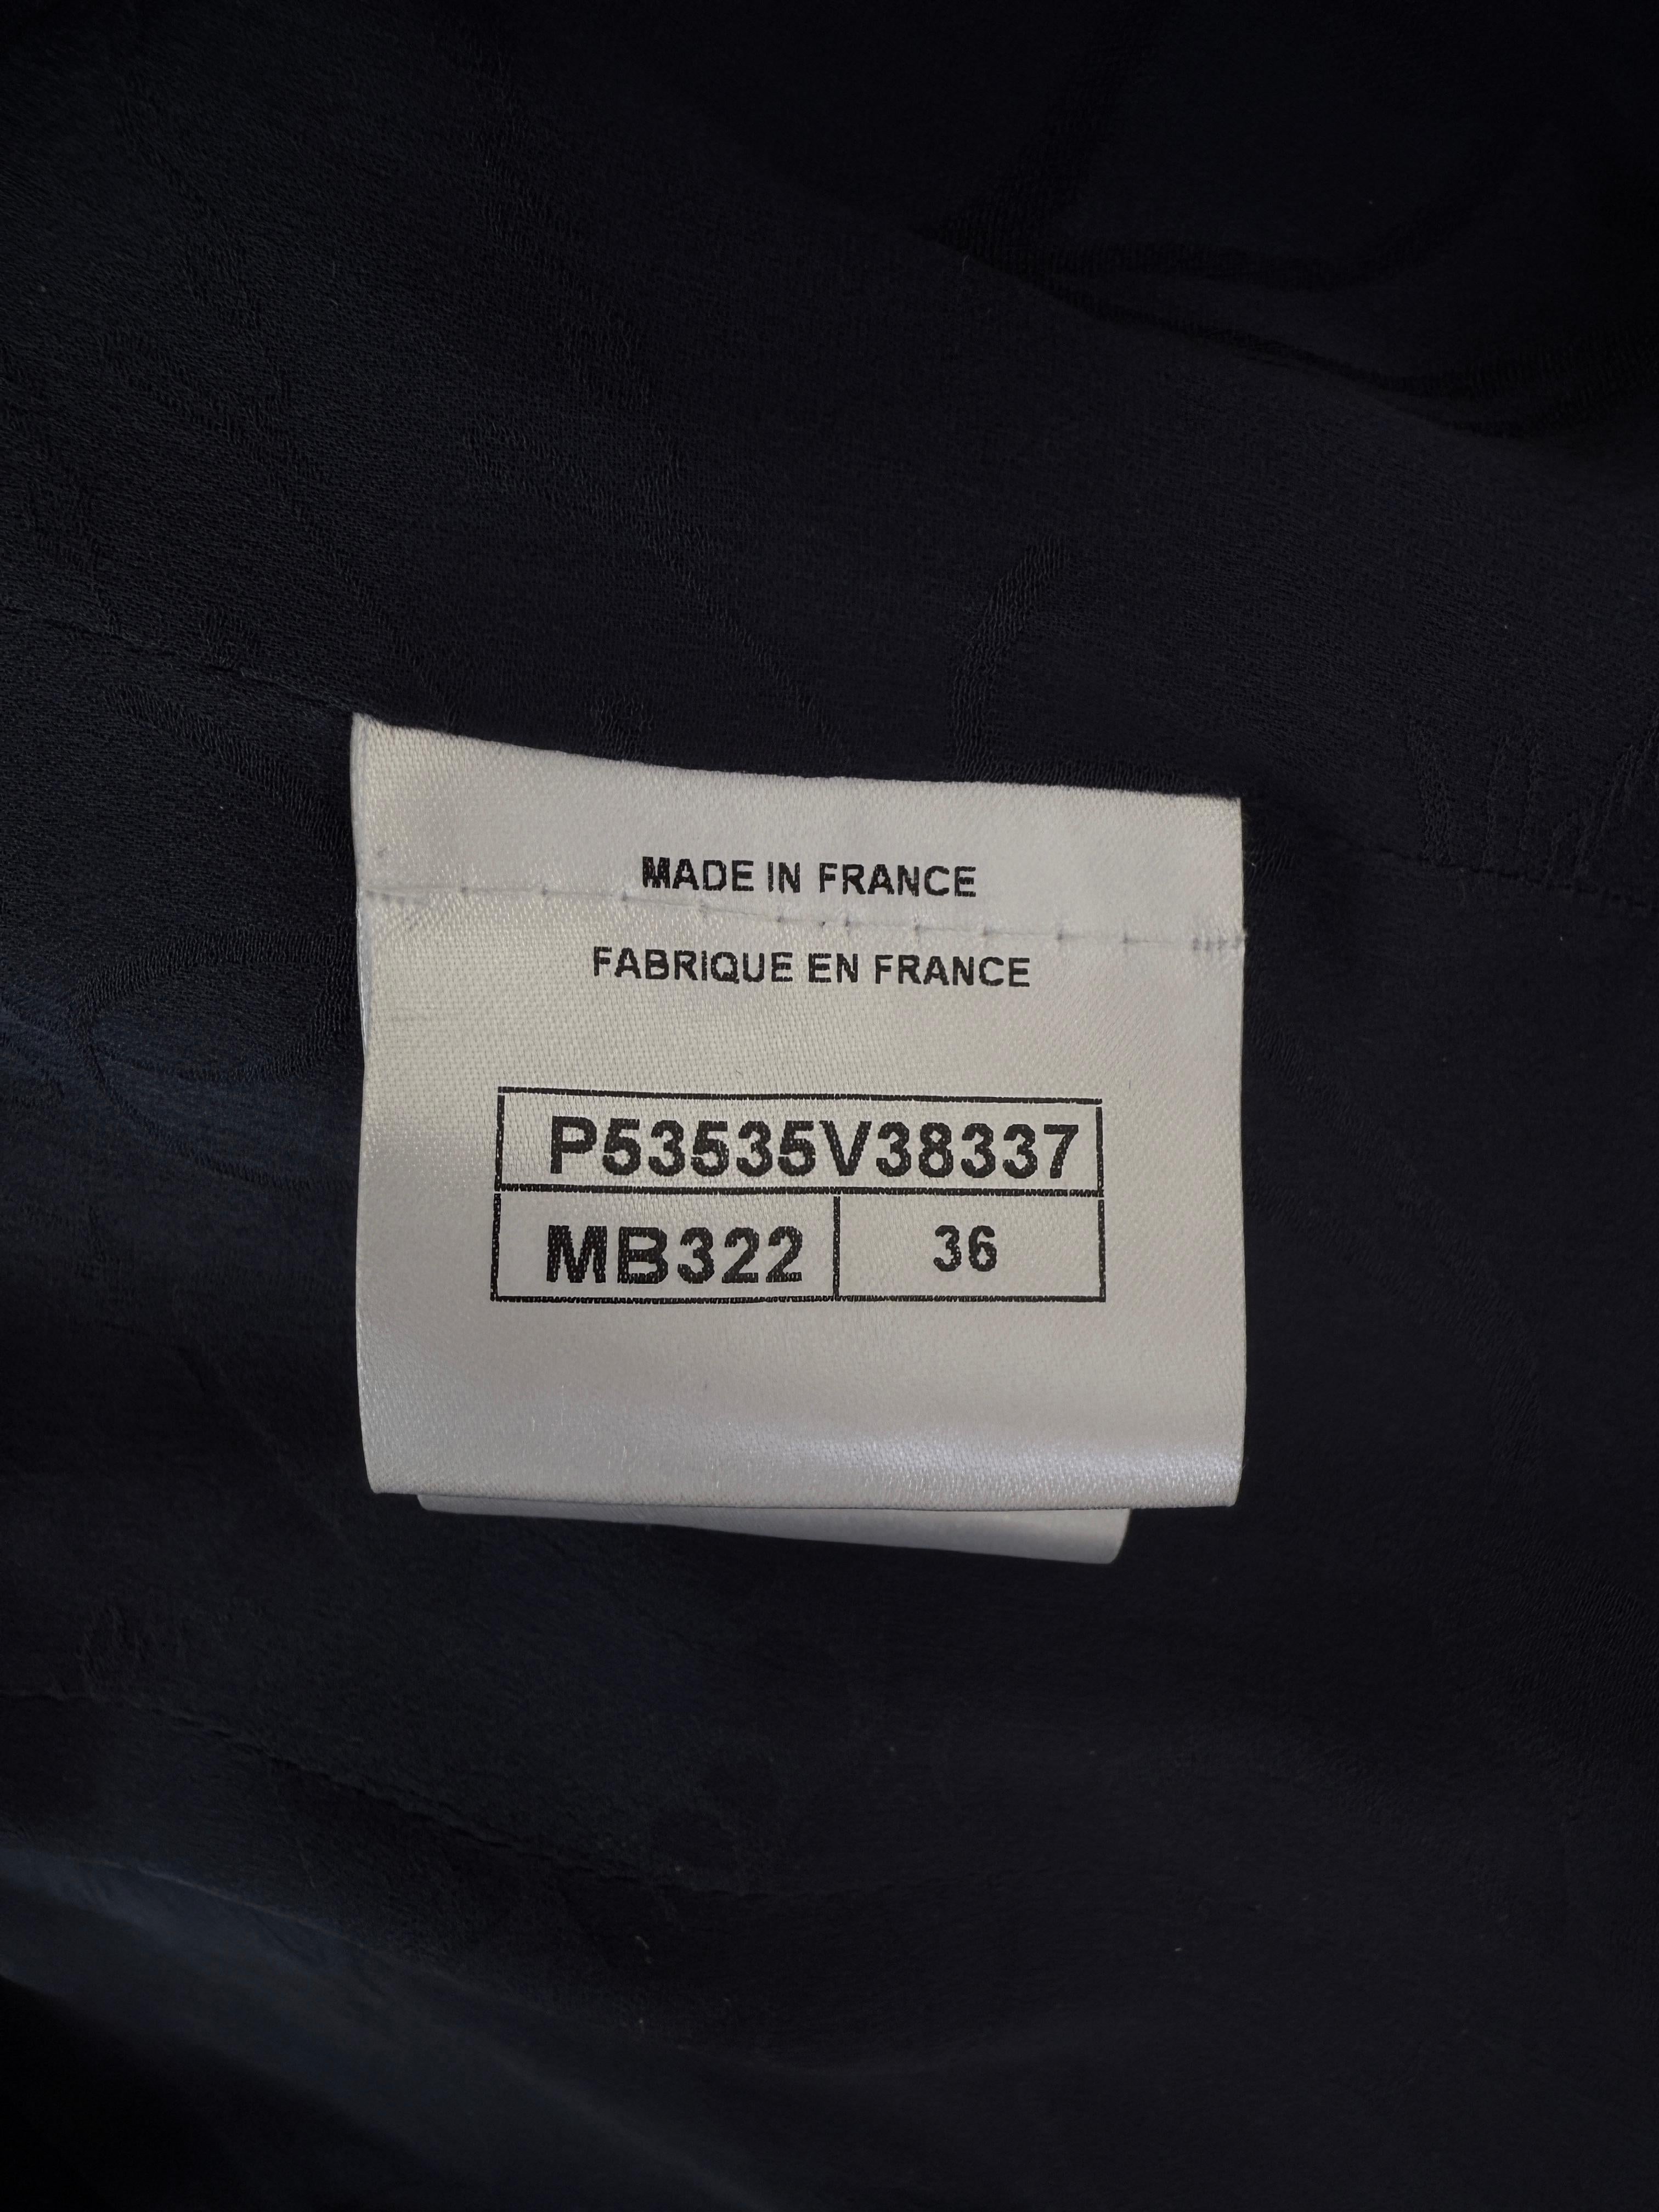 MADE IN FRANCE
FABRIQUE EN FRANCE
P53535V38337
MB322 36